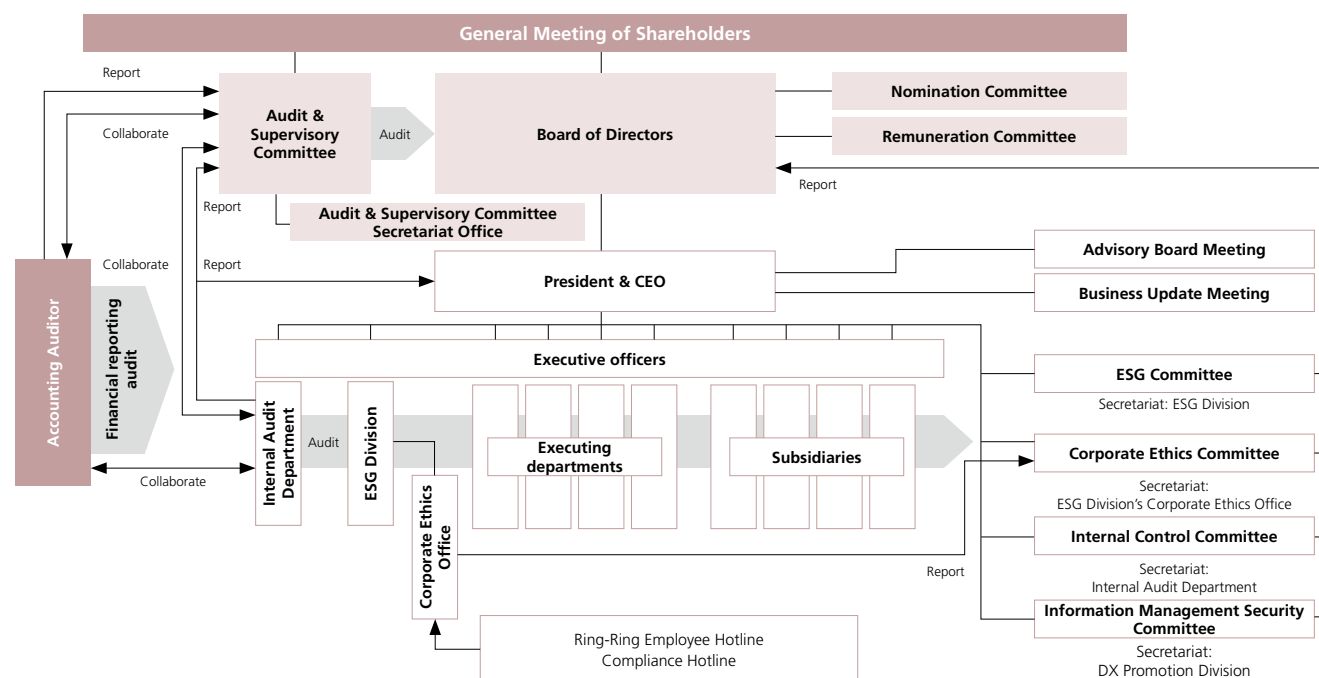 General Meeting of Shareholders
Report
Collaborate
Audit &
Supervisory
Committee
Audit
Board of Directors
Nomination Committee
Remuneration Committee
Report
Report
Audit & Supervisory Committee
Secretariat Office
Collaborate
Report
President & CEO
Advisory Board Meeting
Business Update Meeting
Accounting Auditor
Financial reporting
audit
Executive officers
ESG Committee
Secretariat: ESG Division
Internal Audit
Department
Audit
ESG Division
Executing
departments
Subsidiaries
Corporate Ethics Committee
Secretariat:
ESG Division's Corporate Ethics Office
Collaborate
Corporate Ethics
Office
Internal Control Committee
Secretariat:
Internal Audit Department
Report
Information Management Security
Committee
Secretariat:
DX Promotion Division
Ring-Ring Employee Hotline
Compliance Hotline